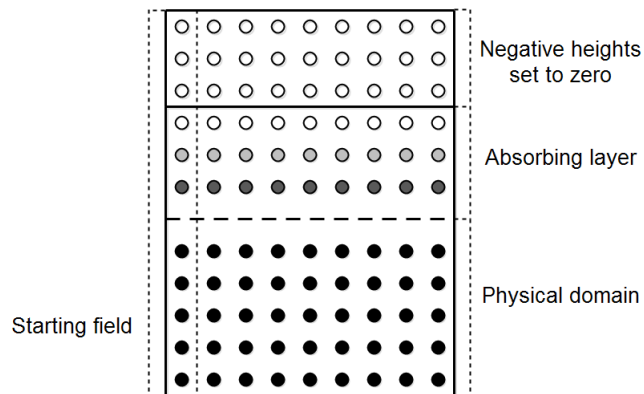 Negative heights
set to zero
Absorbing layer
Physical domain
Starting field